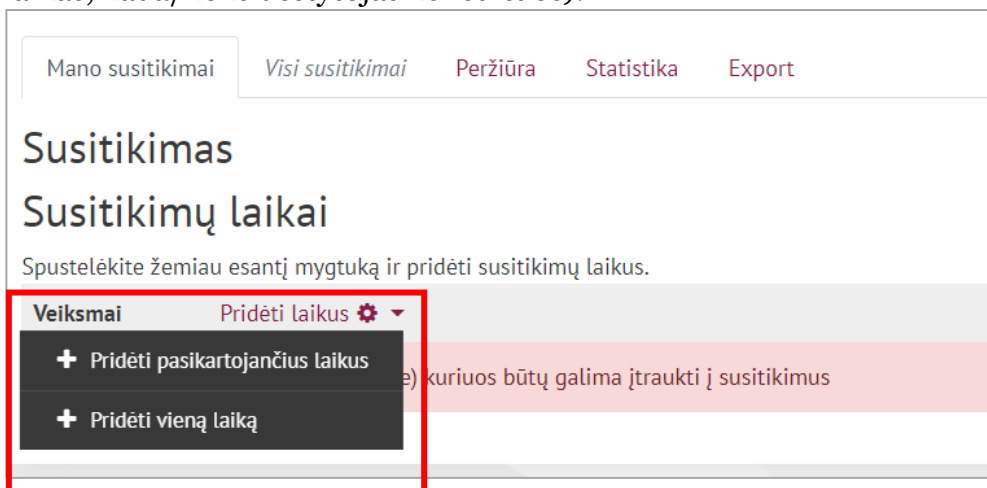 Mano susitikimai Visi susitikimai Peržiūra Statistika Export
Susitikimas
Susitikimų laikai
Spustelėkite žemiau esantį mygtuką ir pridėti susitikimų laikus.
Veiksmai Pridėti laikus
Pridėti pasikartojančius laikus
e) kuriuos būtų galima įtraukti į susitikimus
Pridėti vieną laiką